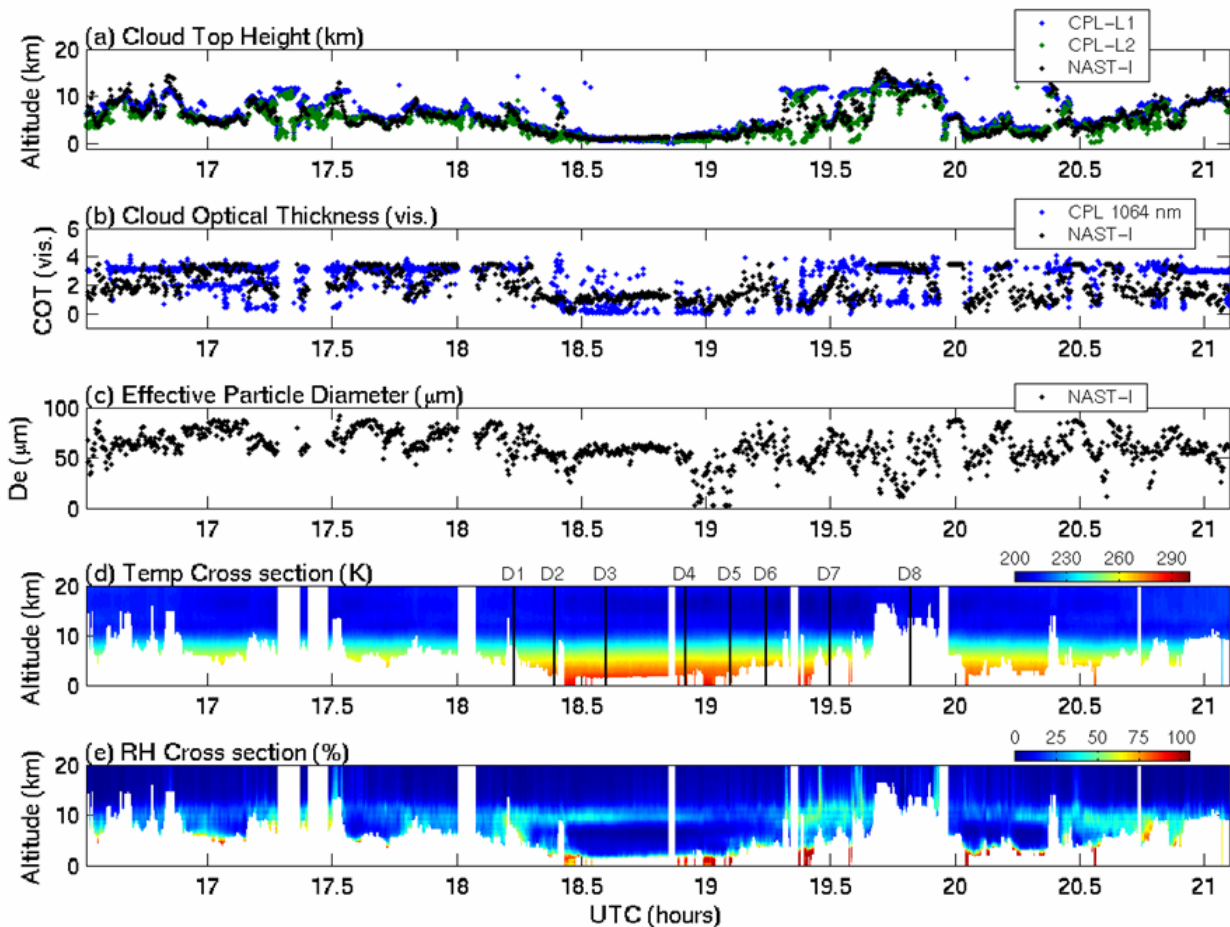 (a) Cloud Top Height (km)
CPL-L1
CPL-L2
NAST-I
20
10
0
Altitude (km)
17 17.5 18 18.5 19 19.5 20 20.5 21
(b) Cloud Optical Thickness (vis.)
CPL 1064 nm
NAST-I
6
4
2
0
COT (vis.)
17 17.5 18 18.5 19 19.5 20 20.5 21
(c) Effective Particle Diameter (μm)
NAST-I
100
50
0
De (μm)
17 17.5 18 18.5 19 19.5 20 20.5 21
(d) Temp Cross section (K)
D1 D2 D3 D4 D5 D6 D7 D8
200 230 260 290
20
10
0
Altitude (km)
17 17.5 18 18.5 19 19.5 20 20.5 21
(e) RH Cross section (%)
0 25 50 75 100
20
10
0
Altitude (km)
17 17.5 18 18.5 19 19.5 20 20.5 21
UTC (hours)